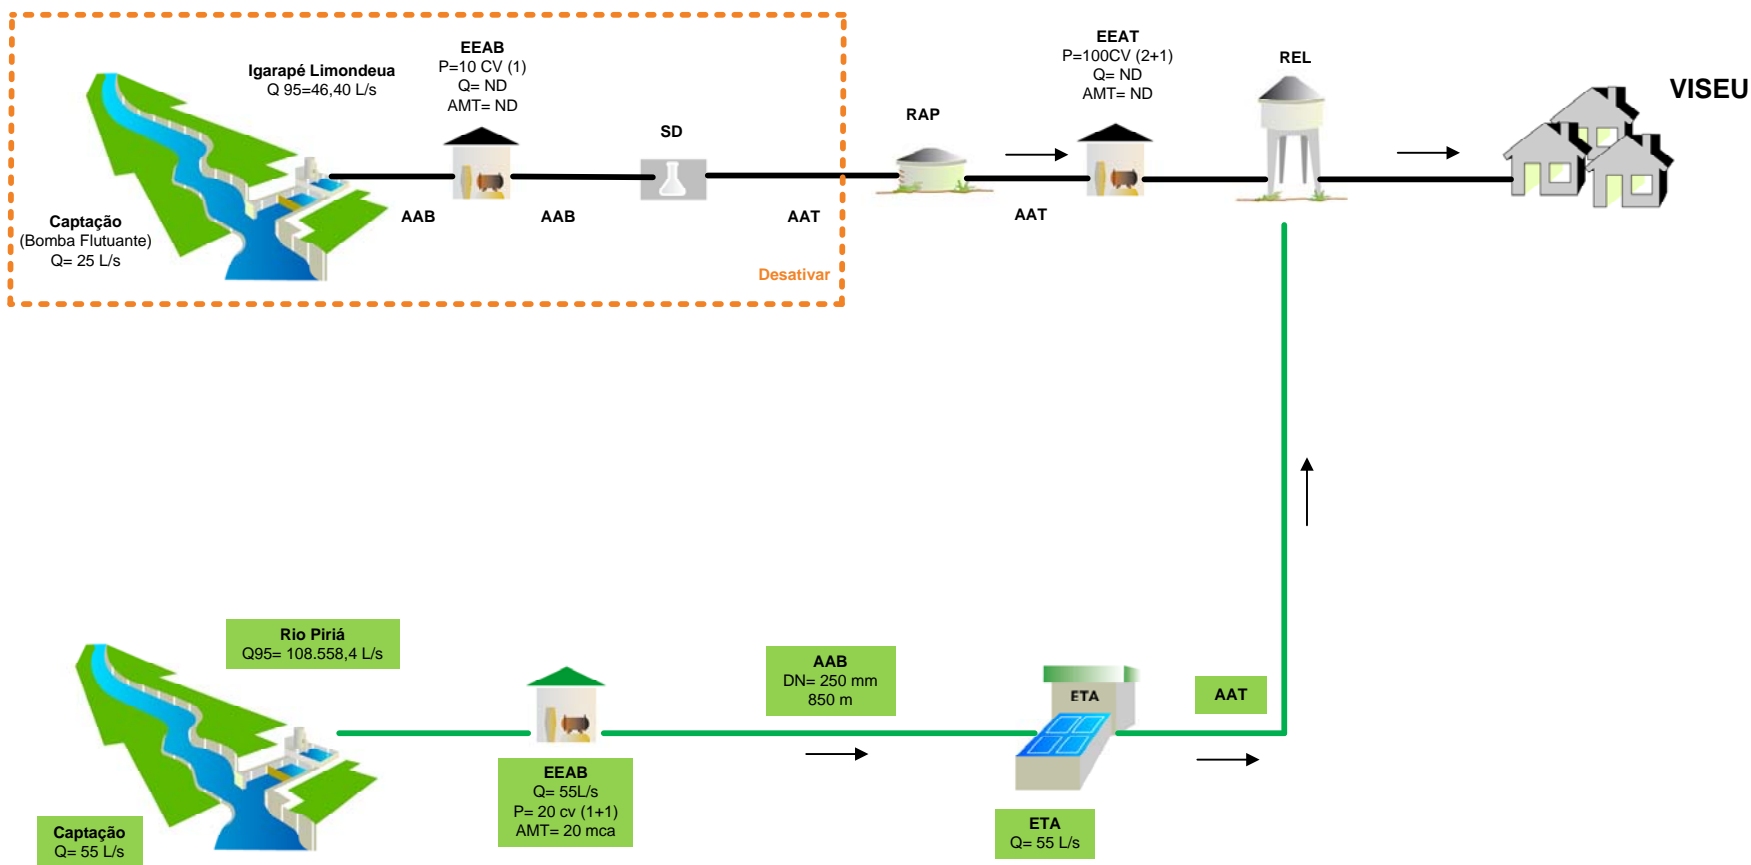 EEAB
P=10 CV (1)
Q= ND
AMT= ND
Igarapé Limondeua
Q 95=46,40 L/s
SD
RAP
EEAT
P=100CV (2+1)
Q= ND
AMT= ND
REL
VISEU
Captação
(Bomba Flutuante)
Q= 25 L/s
AAB
AAB
AAT
AAT
Desativar
Rio Piriá
Q95= 108.558,4 L/s
AAB
DN= 250 mm
850 m
ETA
AAT
EEAB
Q= 55L/s
P= 20 cv (1+1)
AMT= 20 mca
Captação
Q= 55 L/s
ETA
Q= 55 L/s